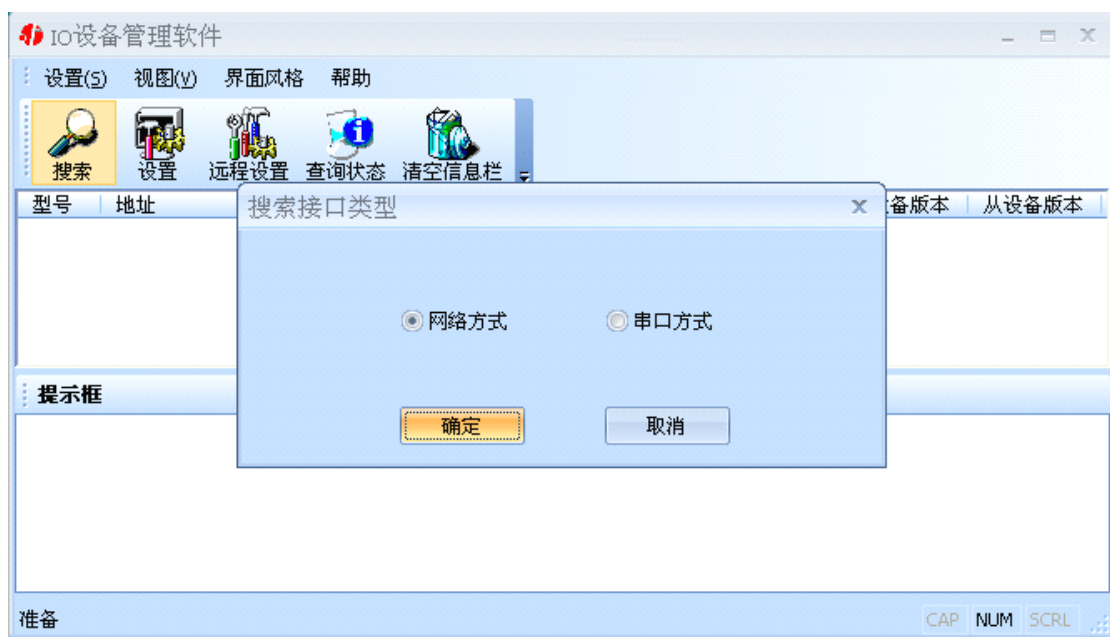 IO设备管理软件
设置(S) 视图(V) 界面风格 帮助
搜索 设置 远程设置 查询状态 清空信息栏
型号 地址 备版本 从设备版本
搜索接口类型
网络方式 串口方式
确定 取消
提示框
准备 CAP NUM SCRL